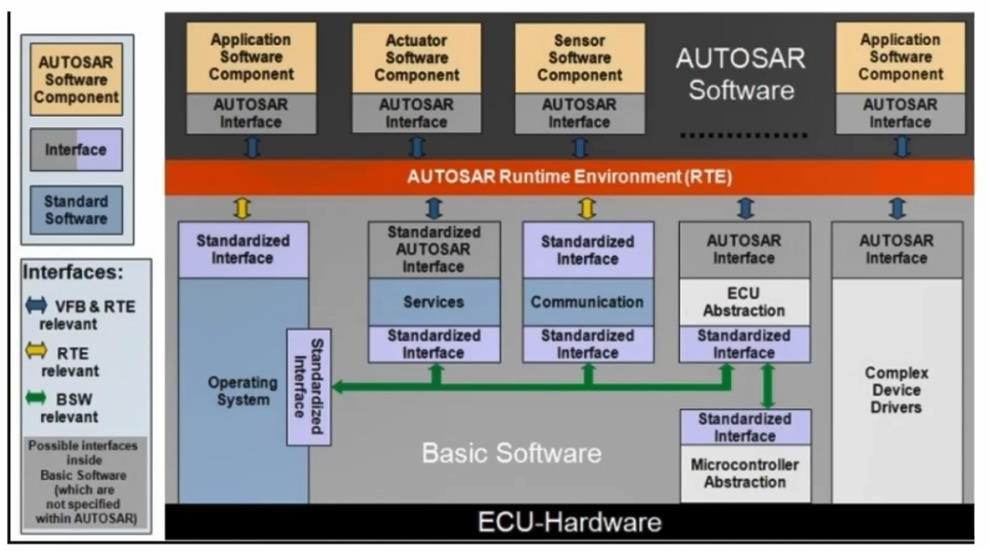 AUTOSAR
Software
Component
Interface
Standard
Software
Interfaces:
VFB & RTE
relevant
RTE
relevant
BSW
relevant
Possible interfaces
inside
Basic Software
(which are
not specified
within AUTOSAR)
Application
Software
Component
AUTOSAR
Interface
Actuator
Software
Component
AUTOSAR
Interface
Sensor
Software
Component
AUTOSAR
Interface
AUTOSAR
Software
Application
Software
Component
AUTOSAR
Interface
AUTOSAR Runtime Environment (RTE)
Standardized
Interface
Operating
System
Standardized
Interface
Standardized
AUTOSAR
Interface
Services
Standardized
Interface
Standardized
Interface
Communication
Standardized
Interface
AUTOSAR
Interface
ECU
Abstraction
Standardized
Interface
Standardized
Interface
Microcontroller
Abstraction
AUTOSAR
Interface
Complex
Device
Drivers
Basic Software
ECU-Hardware